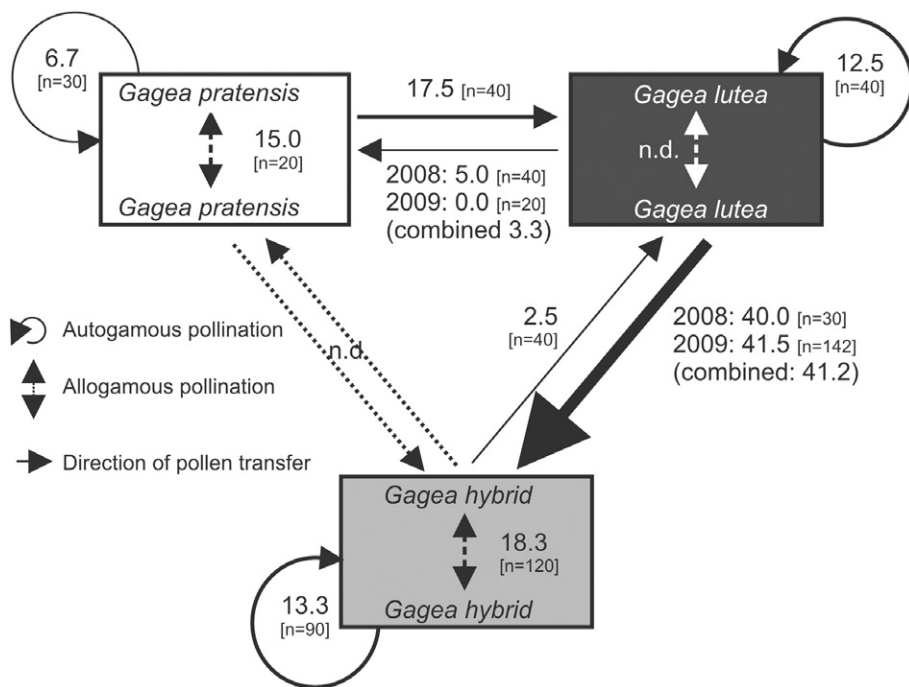 6.7
[n=30]
Gagea pratensis
15.0
[n=20]
Gagea pratensis
17.5 [n=40]
2008: 5.0 [n=40]
2009: 0.0 [n=20]
(combined 3.3)
Gagea lutea
n.d.
Gagea lutea
12.5
[n=40]
n.d.
2.5
[n=40]
2008: 40.0 [n=30]
2009: 41.5 [n=142]
(combined: 41.2)
Autogamous pollination
Allogamous pollination
Direction of pollen transfer
Gagea hybrid
18.3
[n=120]
Gagea hybrid
13.3
[n=90]